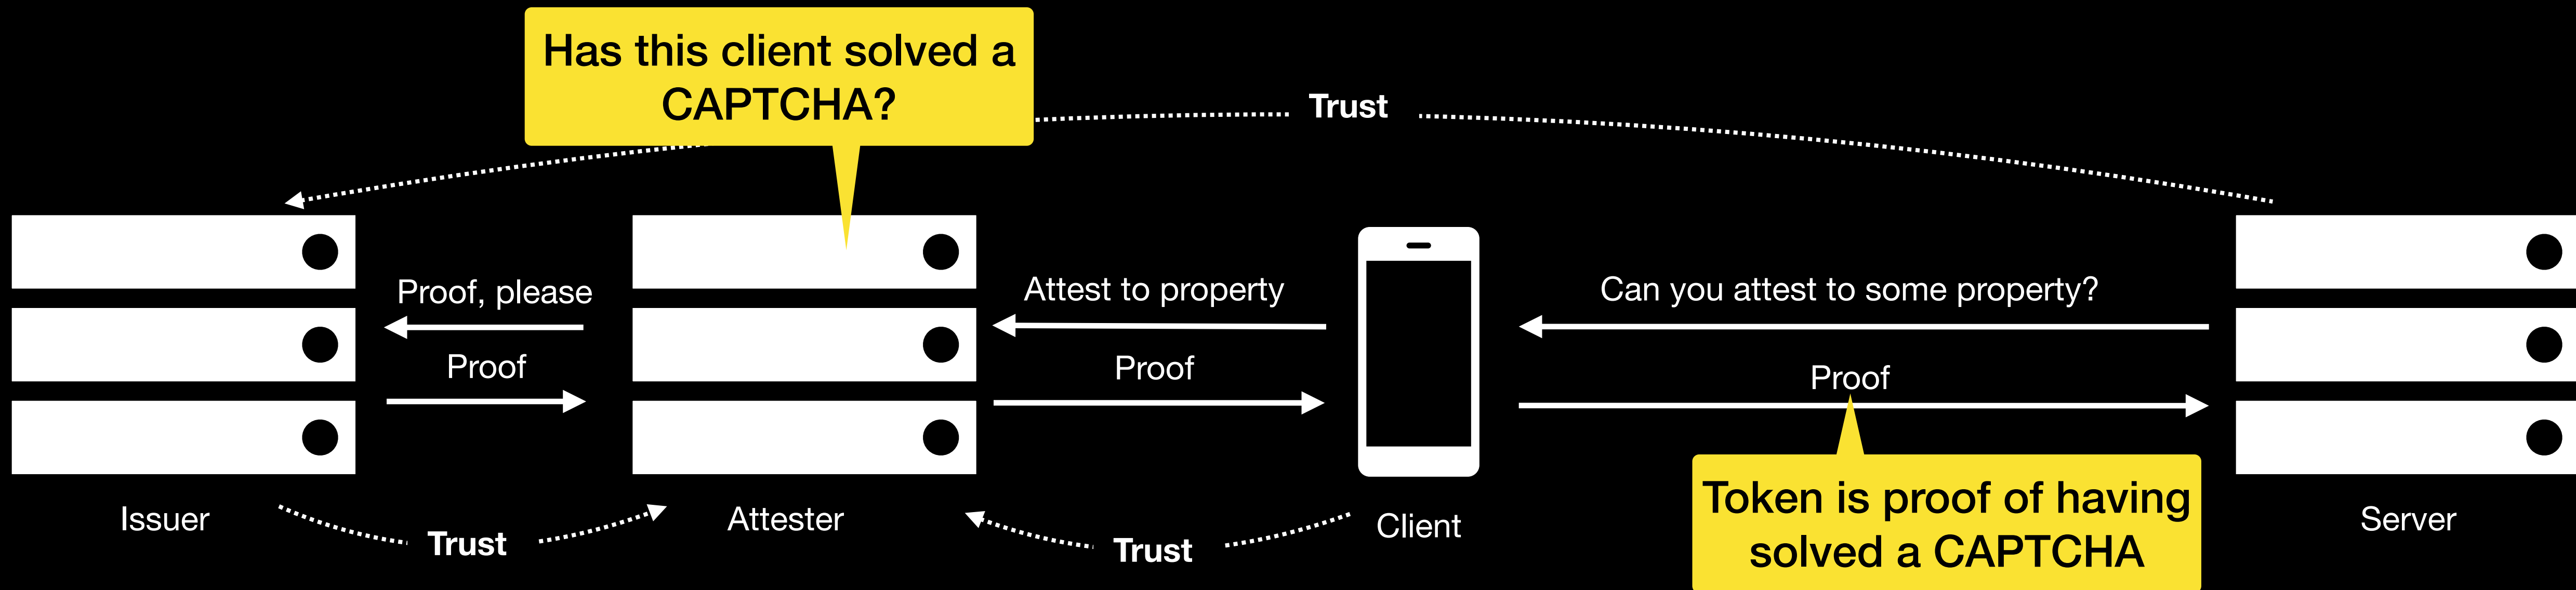 Has this client solved a
CAPTCHA?
Trust
Proof, please
Attest to property
Can you attest to some property?
Proof
Proof
Proof
Token is proof of having
solved a CAPTCHA
Issuer
Attester
Client
Server
Trust
Trust